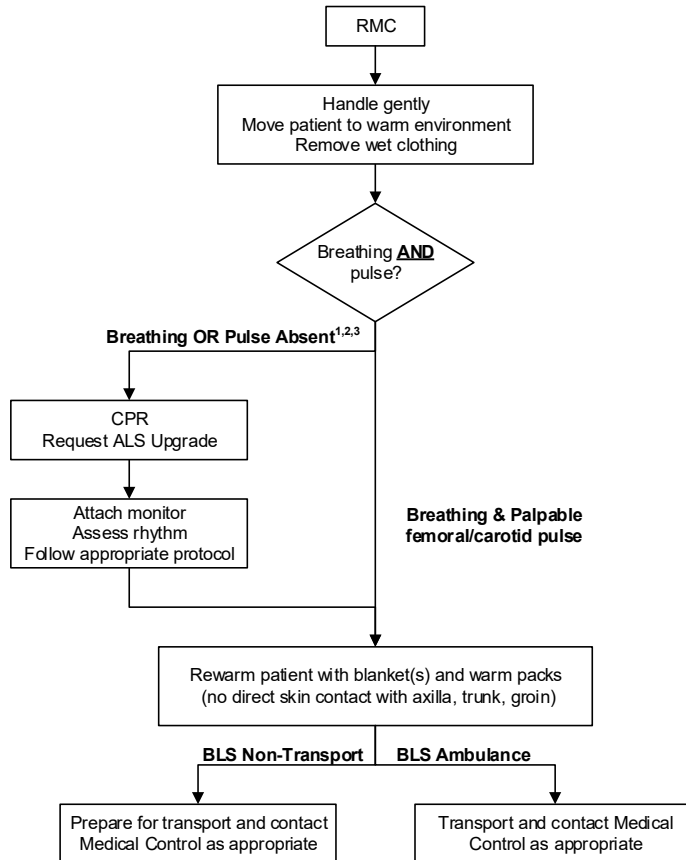 RMC
Handle gently
Move patient to warm environment
Remove wet clothing
Breathing AND
pulse?
Breathing OR Pulse Absent1,2,3
CPR
Request ALS Upgrade
Attach monitor
Assess rhythm
Follow appropriate protocol
Breathing & Palpable
femoral/carotid pulse
Rewarm patient with blanket(s) and warm packs
(no direct skin contact with axilla, trunk, groin)
BLS Non-Transport
BLS Ambulance
Prepare for transport and contact
Medical Control as appropriate
Transport and contact Medical
Control as appropriate